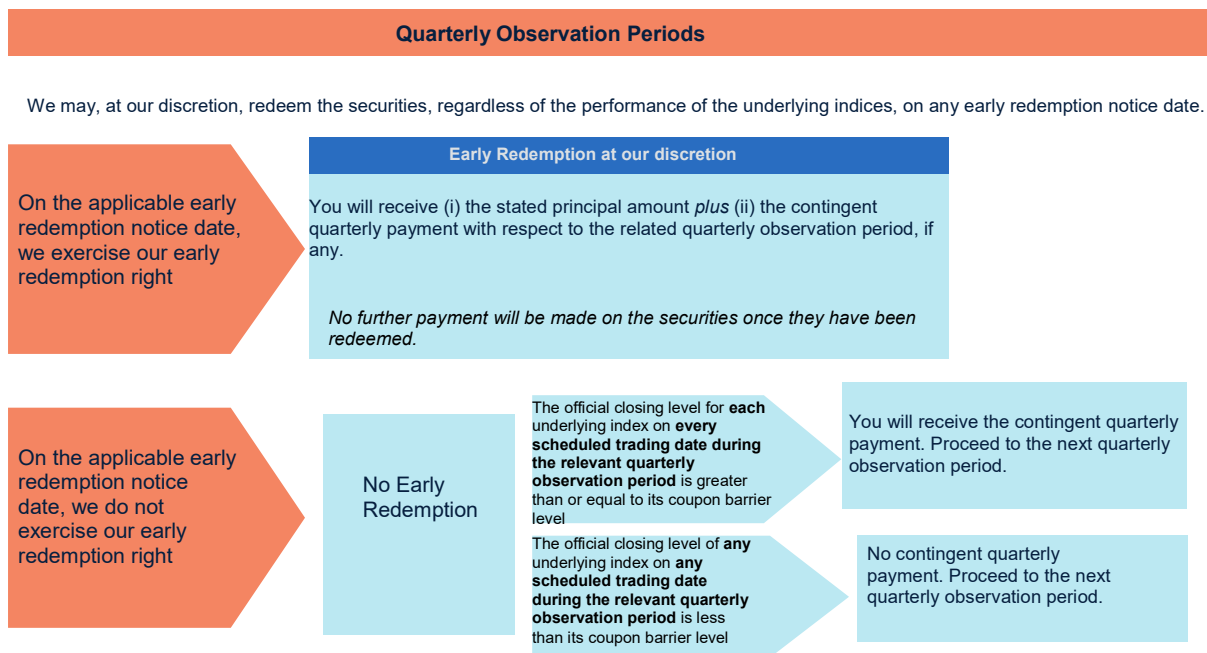 Quarterly Observation Periods
We may, at our discretion, redeem the securities, regardless of the performance of the underlying indices, on any early redemption notice date.
On the applicable early
redemption notice date,
we exercise our early
redemption right
Early Redemption at our discretion
You will receive (i) the stated principal amount plus (ii) the contingent
quarterly payment with respect to the related quarterly observation period, if
any.
No further payment will be made on the securities once they have been
redeemed.
On the applicable early
redemption notice
date, we do not
exercise our early
redemption right
No Early
Redemption
The official closing level for each
underlying index on every
scheduled trading date during
the relevant quarterly
observation period is greater
than or equal to its coupon barrier
level
You will receive the contingent quarterly
payment. Proceed to the next quarterly
observation period.
The official closing level of any
underlying index on any
scheduled trading date
during the relevant quarterly
observation period is less
than its coupon barrier level
No contingent quarterly
payment. Proceed to the next
quarterly observation period.